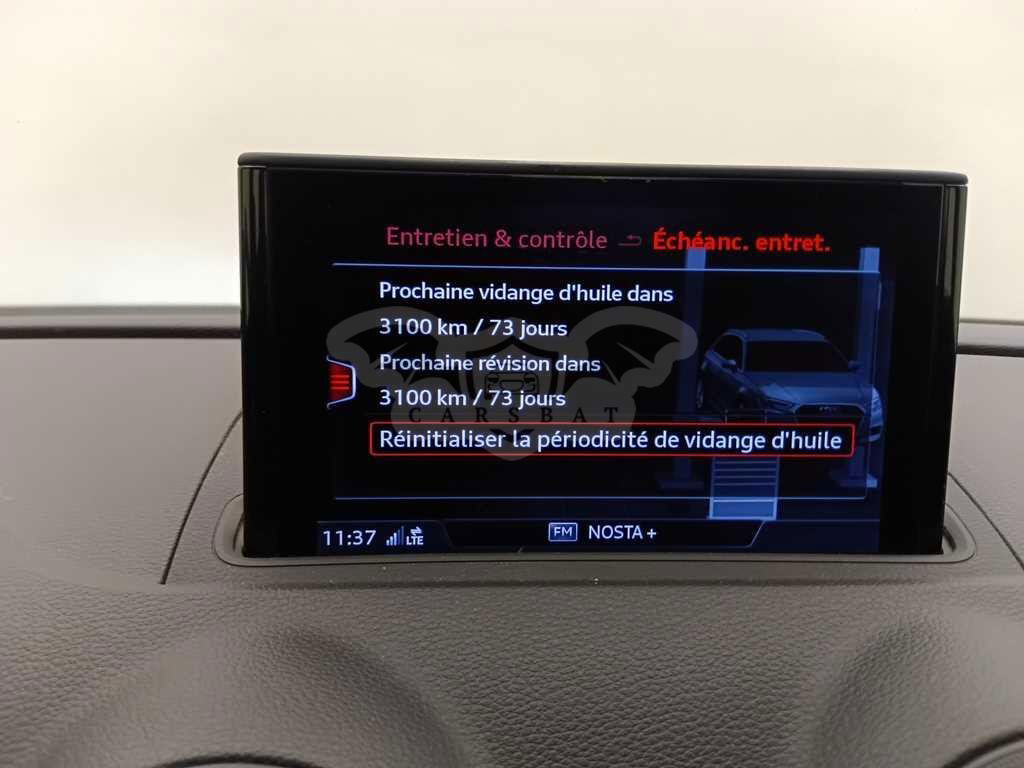 Entretien & contrôle Échéanc. entret.
Prochaine vidange d'huile dans
3100 km / 73 jours
Prochaine révision dans
3100 km / 73 jours
CARSBAT
Réinitialiser la périodicité de vidange d'huile
11:37 LTE FM NOSTA +